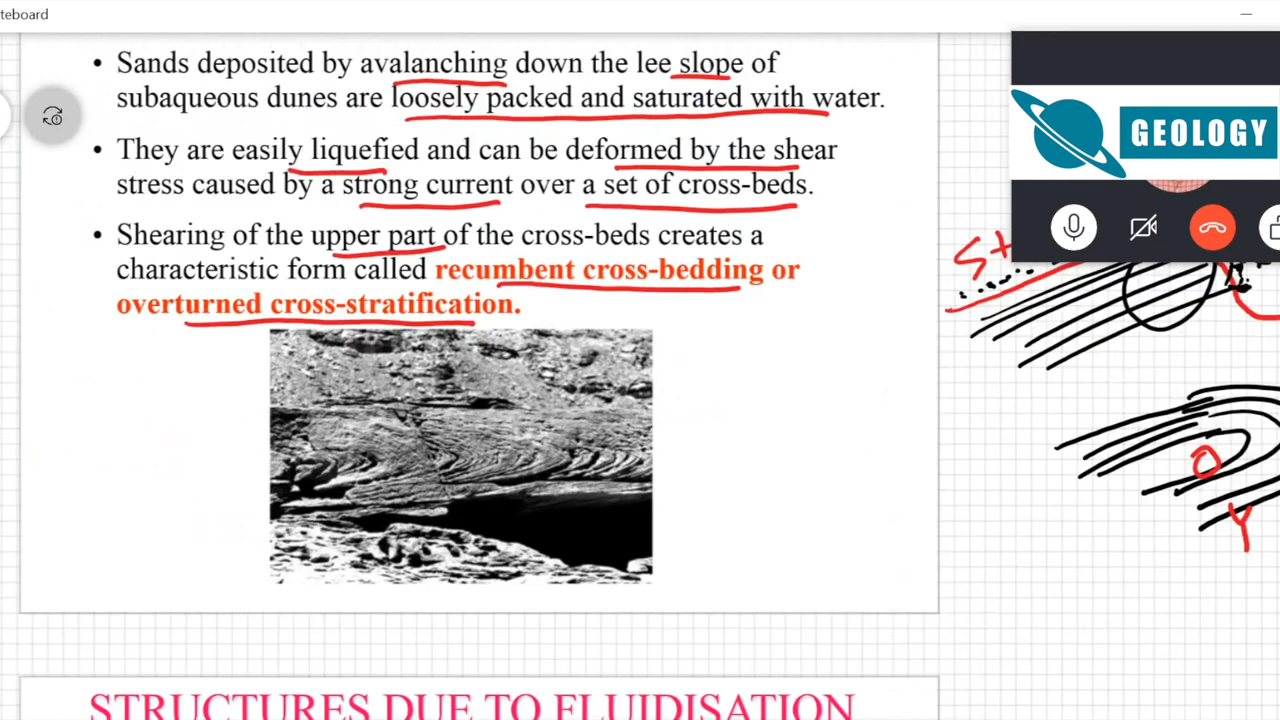 teboard
• Sands deposited by avalanching down the lee slope of
subaqueous dunes are loosely packed and saturated with water.
• They are easily liquefied and can be deformed by the shear
stress caused by a strong current over a set of cross-beds.
• Shearing of the upper part of the cross-beds creates a
characteristic form called recumbent cross-bedding or
overturned cross-stratification.
GEOLOGY
St
O
Y
STRUCTURES DUE TO FLUIDISATION